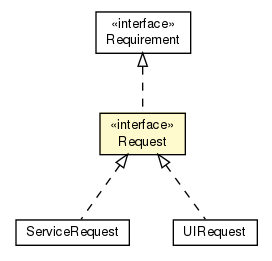 «interface»
Requirement
«interface»
Request
ServiceRequest
UIRequest